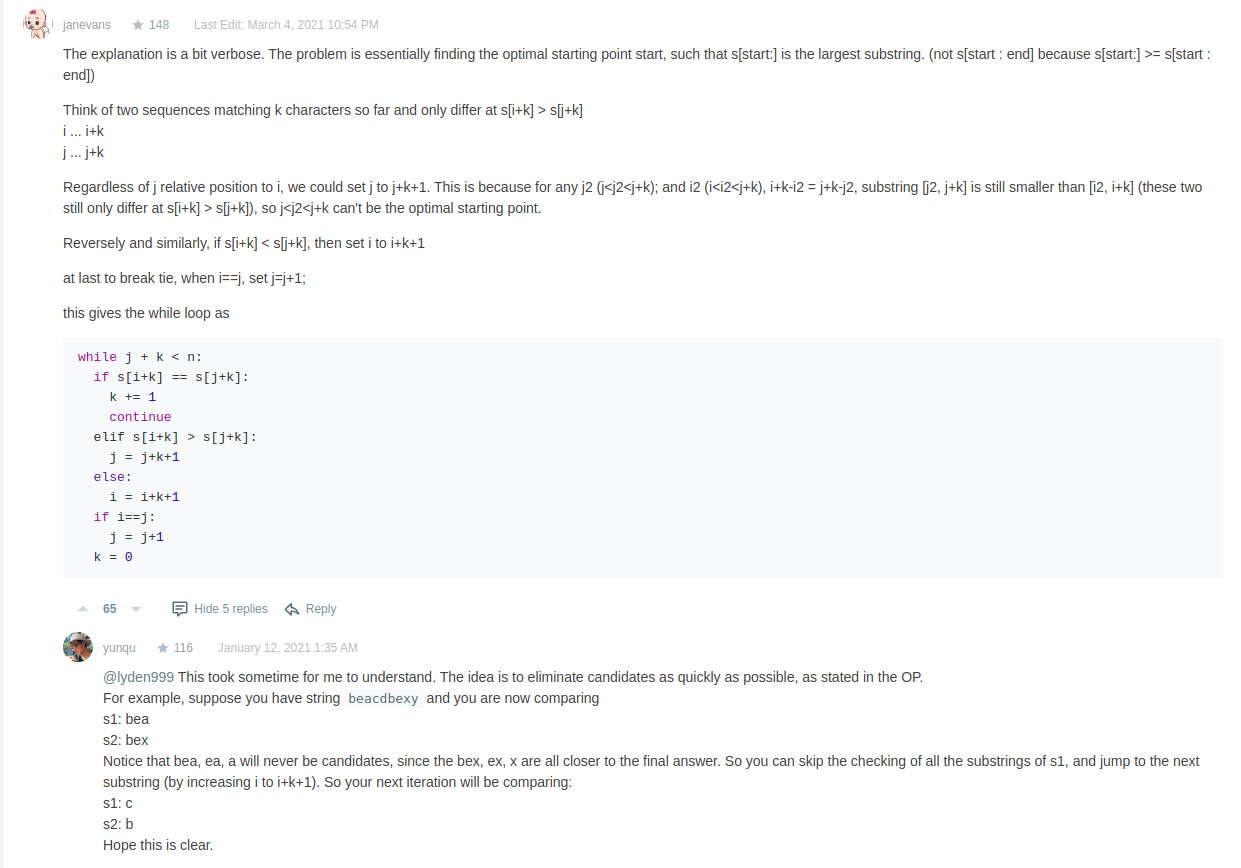 janevans 148 Last Edit: March 4, 2021 10:54 PM
The explanation is a bit verbose. The problem is essentially finding the optimal starting point start, such that s[start:] is the largest substring. (not s[start : end] because s[start:] >= s[start :
end])
Think of two sequences matching k characters so far and only differ at s[i+k] > s[j+k]
i ... i+k
j ... j+k
Regardless of j relative position to i, we could set j to j+k+1. This is because for any j2 (j<j2<j+k); and i2 (i<i2<j+k), i+k-i2 = j+k-j2, substring [j2, j+k] is still smaller than [i2, i+k] (these two
still only differ at s[i+k] > s[j+k]), so j<j2<j+k can't be the optimal starting point.
Reversely and similarly, if s[i+k] < s[j+k], then set i to i+k+1
at last to break tie, when i==j, set j=j+1;
this gives the while loop as
while j + k < n:
  if s[i+k] == s[j+k]:
    k += 1
    continue
  elif s[i+k] > s[j+k]:
    j = j+k+1
  else:
    i = i+k+1
  if i==j:
    j = j+1
  k = 0
65 Hide 5 replies Reply
yunqu 116 January 12, 2021 1:35 AM
@lyden999 This took sometime for me to understand. The idea is to eliminate candidates as quickly as possible, as stated in the OP.
For example, suppose you have string beacdbexy and you are now comparing
s1: bea
s2: bex
Notice that bea, ea, a will never be candidates, since the bex, ex, x are all closer to the final answer. So you can skip the checking of all the substrings of s1, and jump to the next
substring (by increasing i to i+k+1). So your next iteration will be comparing:
s1: c
s2: b
Hope this is clear.